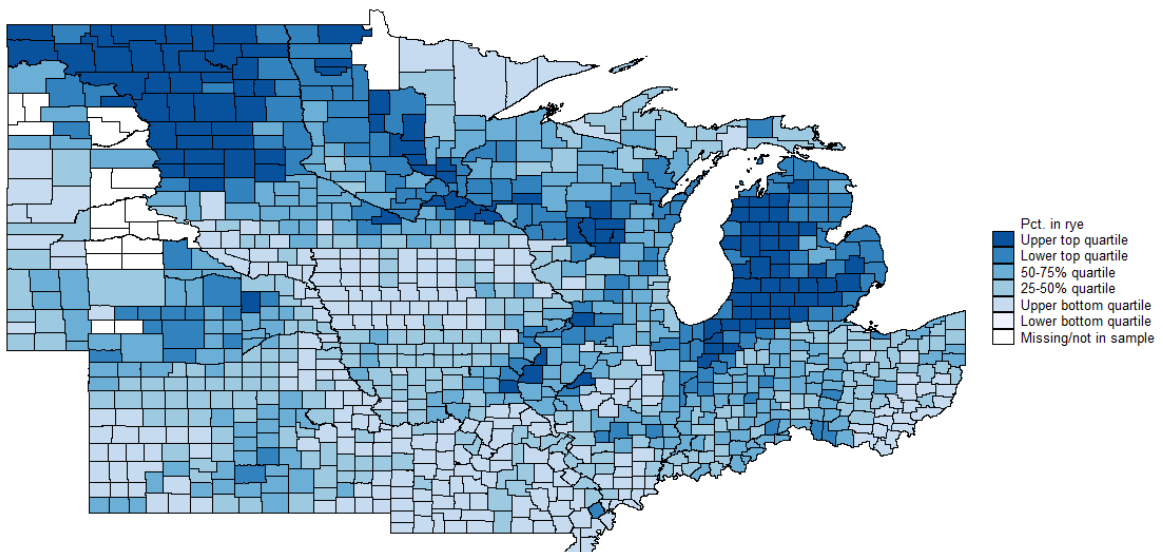 Pct. in rye
Upper top quartile
Lower top quartile
50-75% quartile
25-50% quartile
Upper bottom quartile
Lower bottom quartile
Missing/not in sample